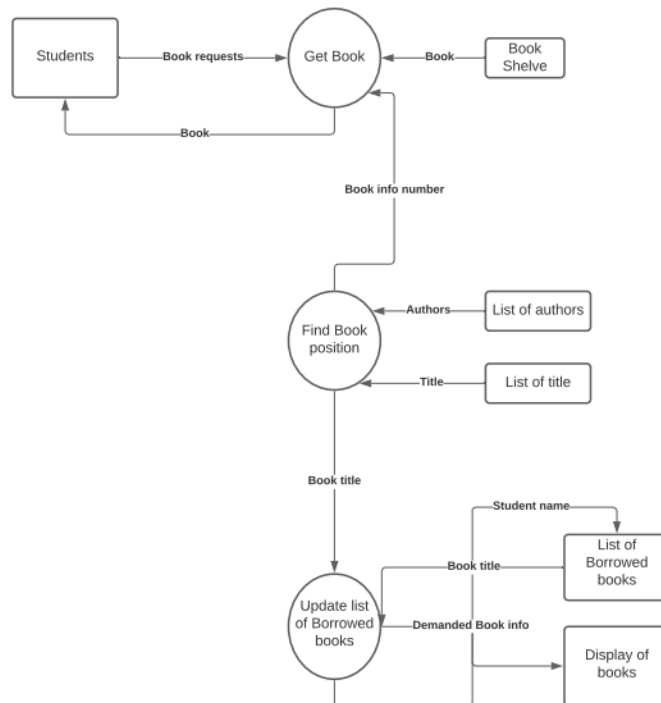 Students
Book requests
Get Book
Book
Book
Shelve
Book
Book info number
Authors
List of authors
Find Book
position
Title
List of title
Book title
Student name
List of
Borrowed
books
Book title
Update list
of Borrowed
books
Demanded Book info
Display of
books